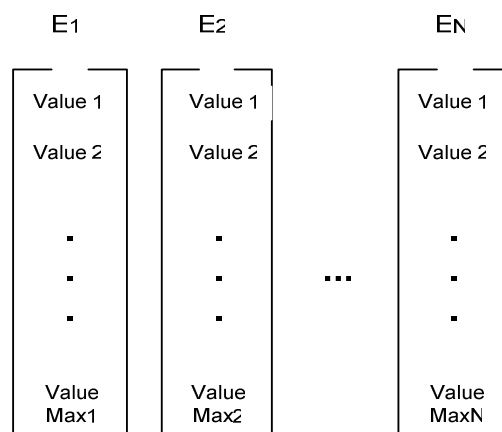 E1 E2 EN
Value 1 Value 1 Value 1
Value 2 Value 2 Value 2
...
Value Value Value
Max1 Max2 MaxN